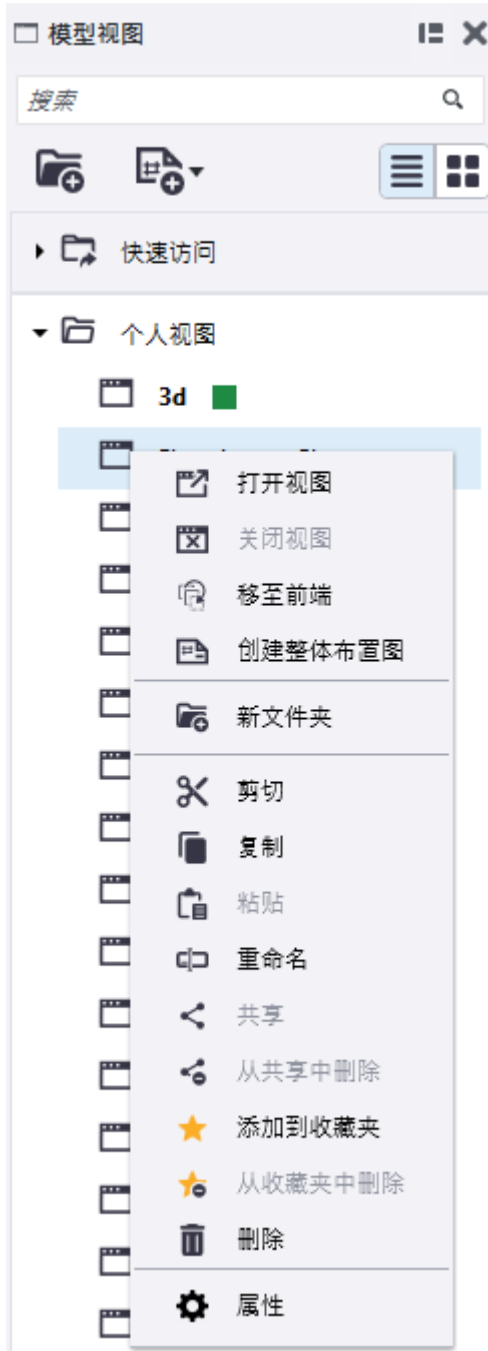 模型视图
搜索
快速访问
个人视图
3d
打开视图
关闭视图
移至前端
创建整体布置图
新文件夹
剪切
复制
粘贴
重命名
共享
从共享中删除
添加到收藏夹
从收藏夹中删除
删除
属性